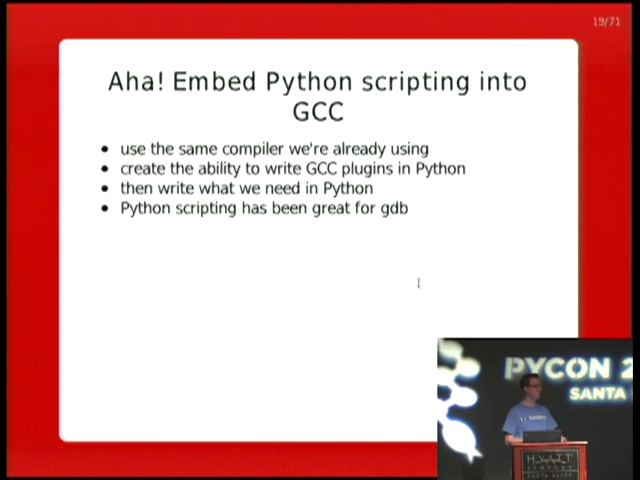 19/71
Aha! Embed Python scripting into
GCC
• use the same compiler we're already using
• create the ability to write GCC plugins in Python
• then write what we need in Python
• Python scripting has been great for gdb
PYCON 2
SANTA
HYATT